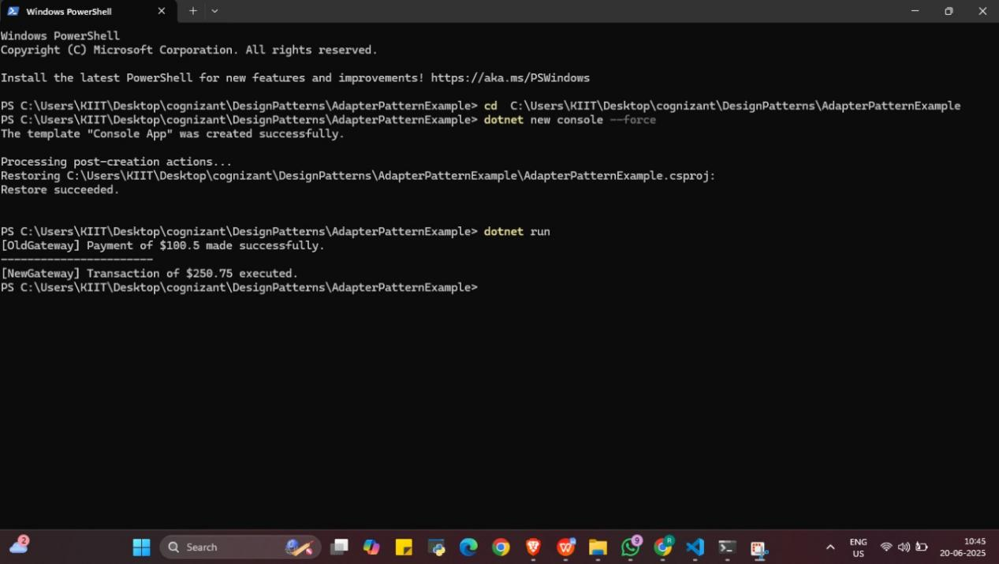 Windows PowerShell
Windows PowerShell
Copyright (C) Microsoft Corporation. All rights reserved.
Install the latest PowerShell for new features and improvements! https://aka.ms/PSWindows
PS C:\Users\KIIT\Desktop\cognizant\DesignPatterns\AdapterPatternExample> cd  C:\Users\KIIT\Desktop\cognizant\DesignPatterns\AdapterPatternExample
PS C:\Users\KIIT\Desktop\cognizant\DesignPatterns\AdapterPatternExample> dotnet new console --force
The template "Console App" was created successfully.
Processing post-creation actions...
Restoring C:\Users\KIIT\Desktop\cognizant\DesignPatterns\AdapterPatternExample\AdapterPatternExample.csproj:
Restore succeeded.
PS C:\Users\KIIT\Desktop\cognizant\DesignPatterns\AdapterPatternExample> dotnet run
[OldGateway] Payment of $100.5 made successfully.
-----------------------
[NewGateway] Transaction of $250.75 executed.
PS C:\Users\KIIT\Desktop\cognizant\DesignPatterns\AdapterPatternExample>
2
Search
9
R
ENG
US
10:45
20-06-2025